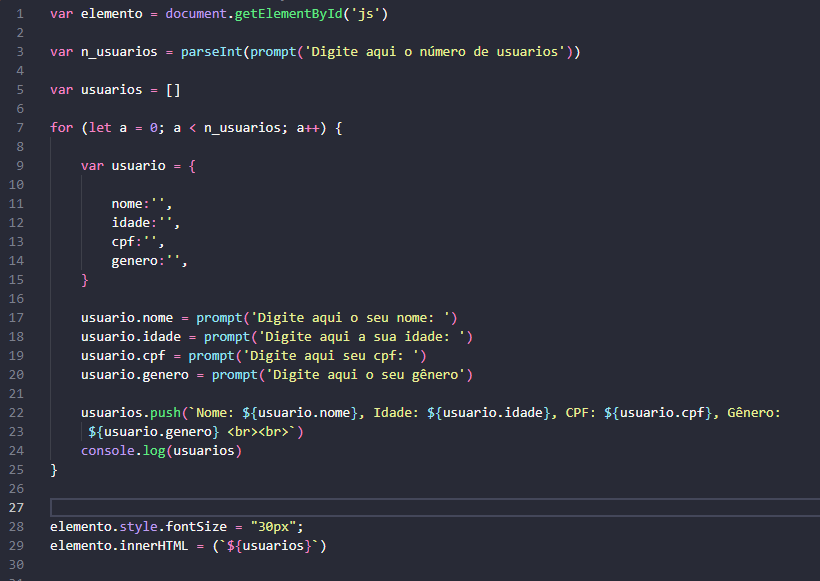 1 var elemento = document.getElementById('js')
2
3 var n_usuarios = parseInt(prompt('Digite aqui o número de usuarios'))
4
5 var usuarios = []
6
7 for (let a = 0; a < n_usuarios; a++) {
8
9 var usuario = {
10
11 nome:'',
12 idade:'',
13 cpf:'',
14 genero:'',
15 }
16
17 usuario.nome = prompt('Digite aqui o seu nome: ')
18 usuario.idade = prompt('Digite aqui a sua idade: ')
19 usuario.cpf = prompt('Digite aqui seu cpf: ')
20 usuario.genero = prompt('Digite aqui o seu gênero')
21
22 usuarios.push(`Nome: ${usuario.nome}, Idade: ${usuario.idade}, CPF: ${usuario.cpf}, Gênero:
23 ${usuario.genero} <br><br>`)
24 console.log(usuarios)
25 }
26
27
28 elemento.style.fontSize = "30px";
29 elemento.innerHTML = (`${usuarios}`)
30